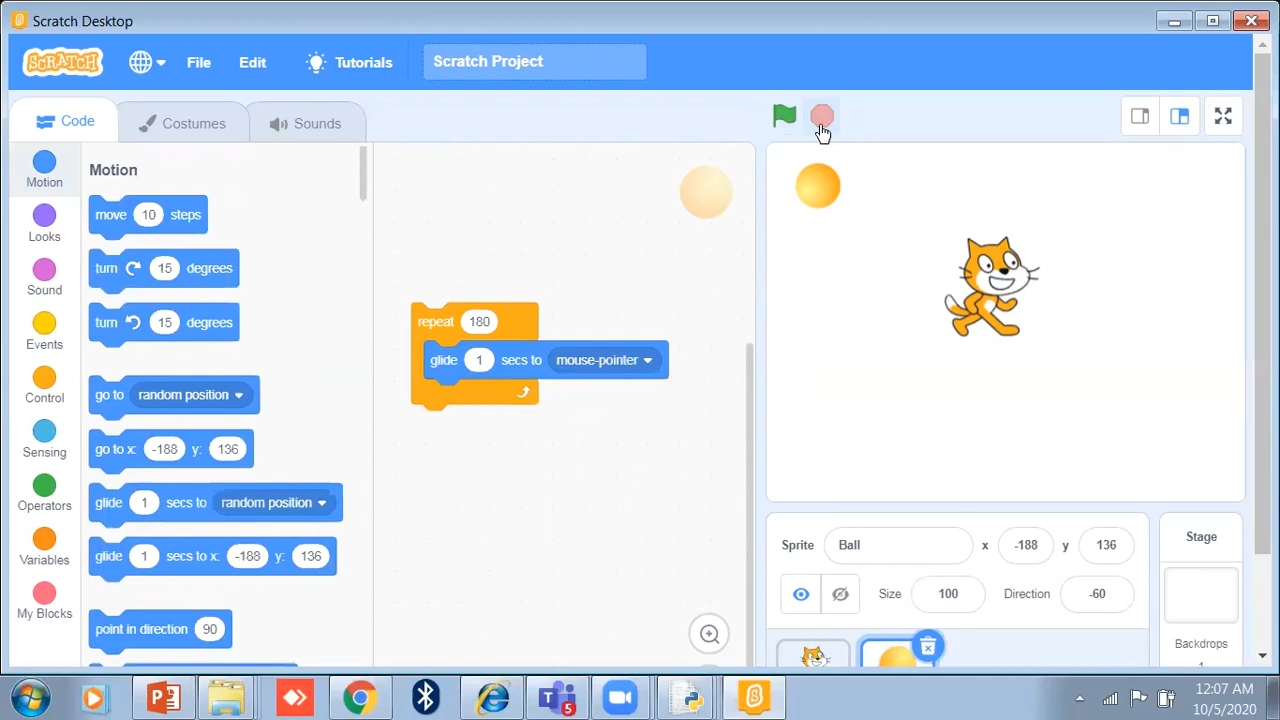 Scratch Desktop
SCRATCH
File
Edit
Tutorials
Scratch Project
Code
Costumes
Sounds
Motion
Looks
Sound
Events
Control
Sensing
Operators
Variables
My Blocks
Motion
move 10 steps
turn 15 degrees
turn 15 degrees
go to random position
go to x: -188 y: 136
glide 1 secs to random position
glide 1 secs to x: -188 y: 136
point in direction 90
repeat 180
glide 1 secs to mouse-pointer
Sprite Ball x -188 y 136
Size 100 Direction -60
Stage
Backdrops
1
5
12:07 AM
10/5/2020